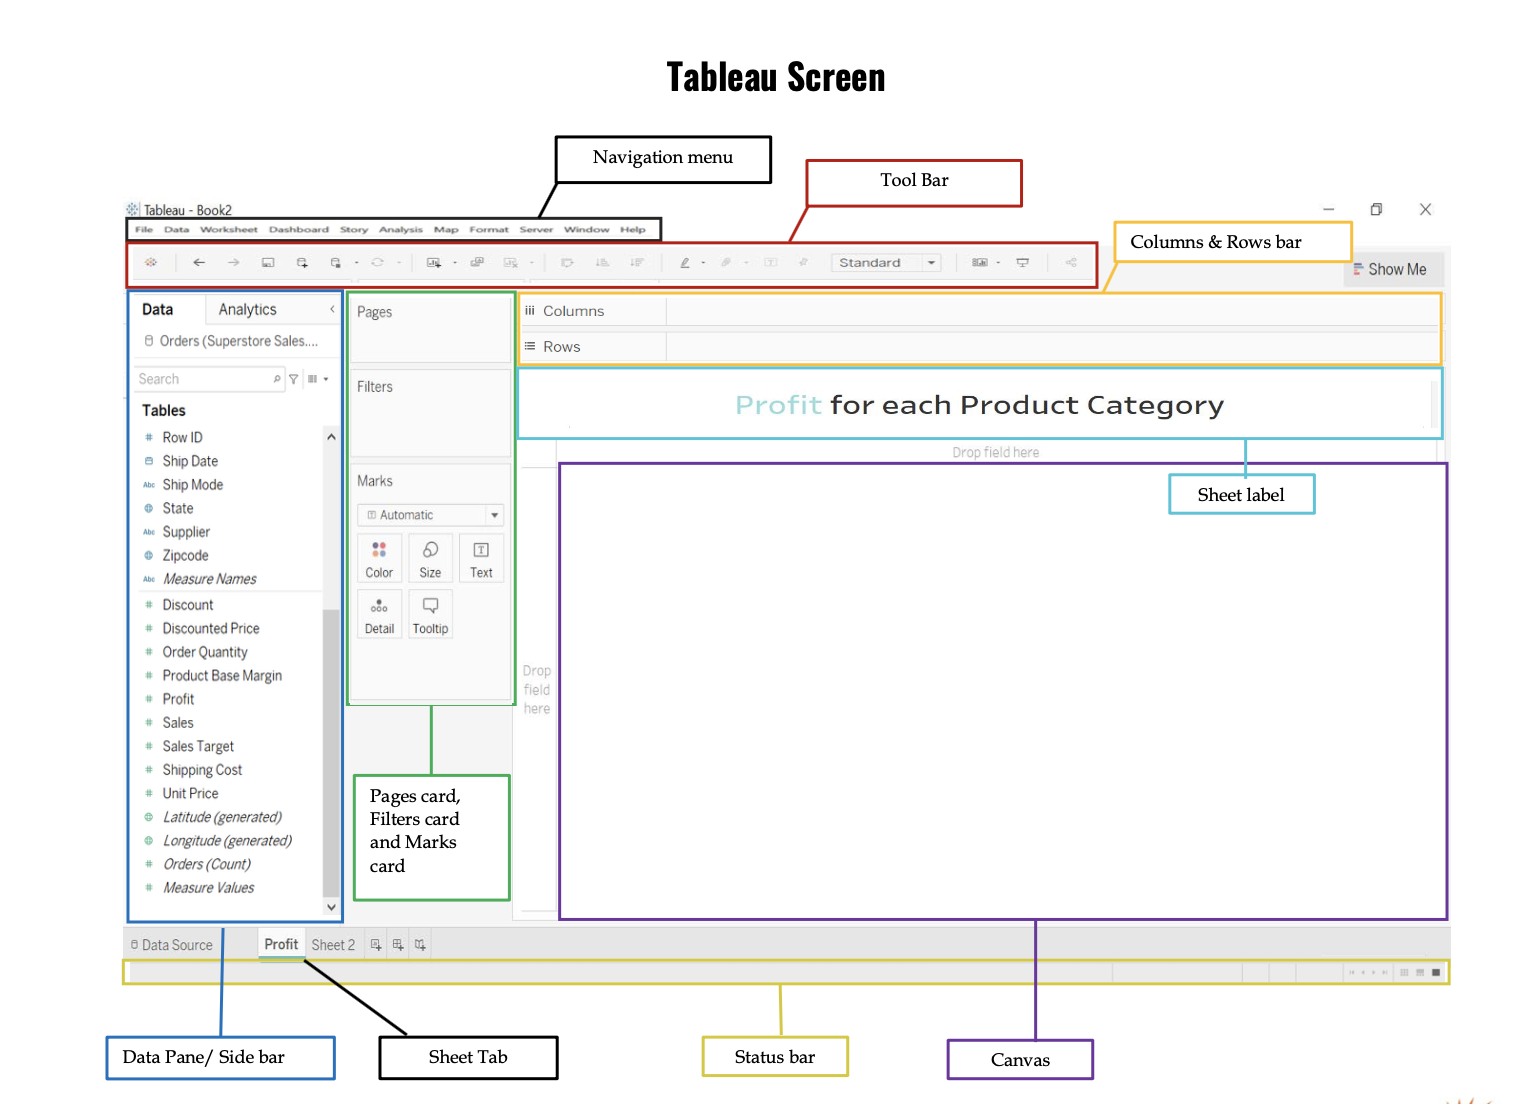 Tableau Screen
Navigation menu
Tool Bar
Tableau - Book2
File Data Worksheet Dashboard Story Analysis Map Format Server Window Help
Columns & Rows bar
Standard
Show Me
Data Analytics
Orders (Superstore Sales....
Search
Tables
# Row ID
Ship Date
Abc Ship Mode
State
Abc Supplier
Zipcode
Abc Measure Names
# Discount
# Discounted Price
# Order Quantity
# Product Base Margin
# Profit
# Sales
# Sales Target
# Shipping Cost
# Unit Price
Latitude (generated)
Longitude (generated)
# Orders (Count)
# Measure Values
Pages
Filters
Marks
T Automatic
Color Size T Text
Detail Tooltip
Pages card,
Filters card
and Marks
card
iii Columns
Rows
Profit for each Product Category
Drop field here
Sheet label
Drop
field
here
Data Source Profit Sheet 2
Data Pane/ Side bar
Sheet Tab
Status bar
Canvas